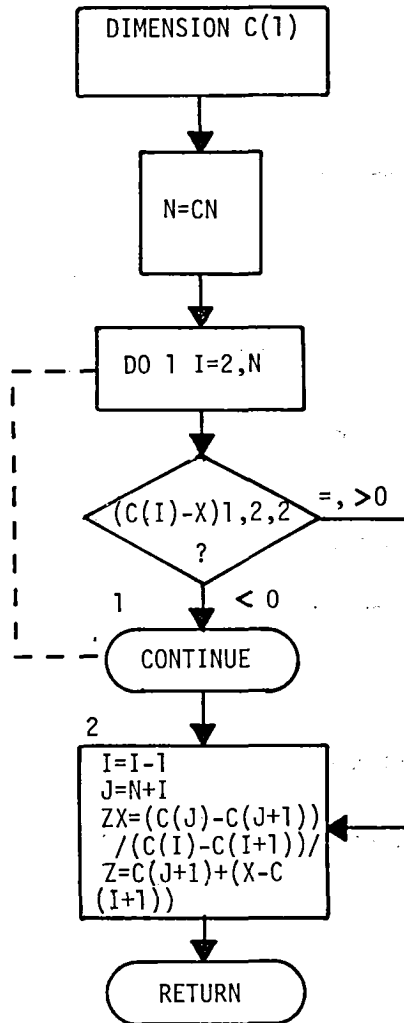 DIMENSION C(1)
N=CN
DO 1 I=2,N
(C(I)-X)1,2,2
?
=, >0
1
< 0
CONTINUE
2
I=I-1
J=N+I
ZX=(C(J)-C(J+1))
/(C(I)-C(I+1))/
Z=C(J+1)+(X-C
(I+1))
RETURN